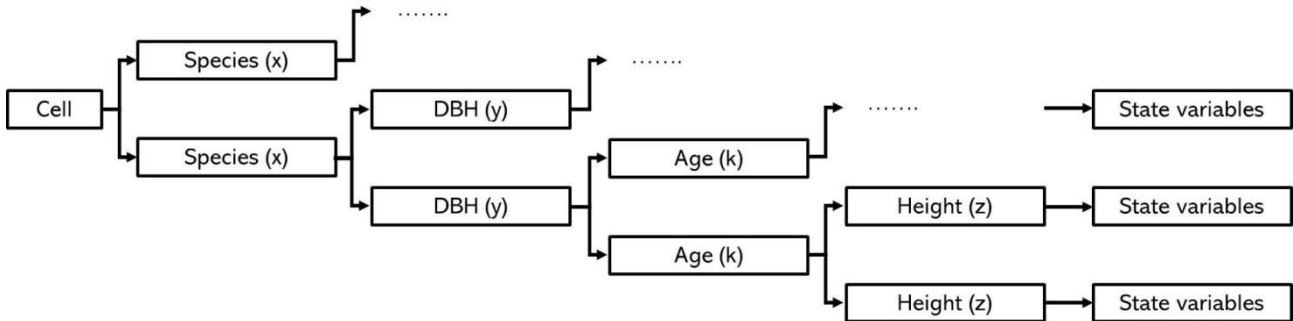 .......
Species (x)
.......
Cell
DBH (y)
.......
State variables
Species (x)
Age (k)
DBH (y)
Height (z)
State variables
Age (k)
Height (z)
State variables